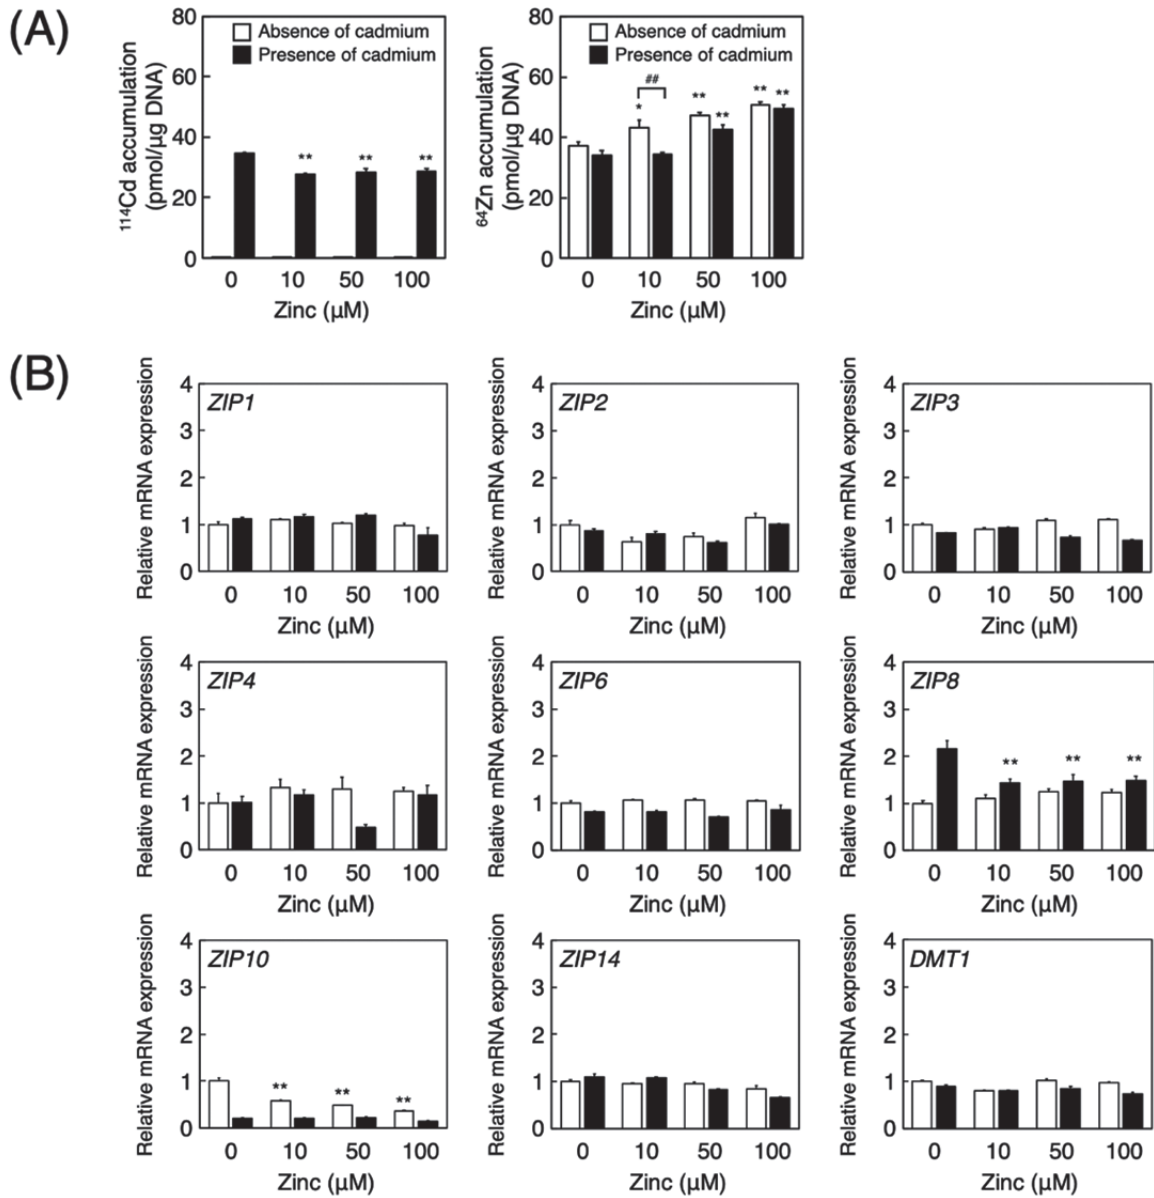 (A)
80
60
40
20
0
¹¹⁴Cd accumulation
(pmol/μg DNA)
Absence of cadmium
Presence of cadmium
** ** **
0 10 50 100
Zinc (μM)
80
60
40
20
0
⁶⁴Zn accumulation
(pmol/μg DNA)
Absence of cadmium
Presence of cadmium
##
* ** ** ** **
0 10 50 100
Zinc (μM)
(B)
Relative mRNA expression
4
3
2
1
0
ZIP1
0 10 50 100
Zinc (μM)
Relative mRNA expression
4
3
2
1
0
ZIP2
0 10 50 100
Zinc (μM)
Relative mRNA expression
4
3
2
1
0
ZIP3
0 10 50 100
Zinc (μM)
Relative mRNA expression
4
3
2
1
0
ZIP4
0 10 50 100
Zinc (μM)
Relative mRNA expression
4
3
2
1
0
ZIP6
0 10 50 100
Zinc (μM)
Relative mRNA expression
4
3
2
1
0
ZIP8
** ** **
0 10 50 100
Zinc (μM)
Relative mRNA expression
4
3
2
1
0
ZIP10
** ** **
0 10 50 100
Zinc (μM)
Relative mRNA expression
4
3
2
1
0
ZIP14
0 10 50 100
Zinc (μM)
Relative mRNA expression
4
3
2
1
0
DMT1
0 10 50 100
Zinc (μM)